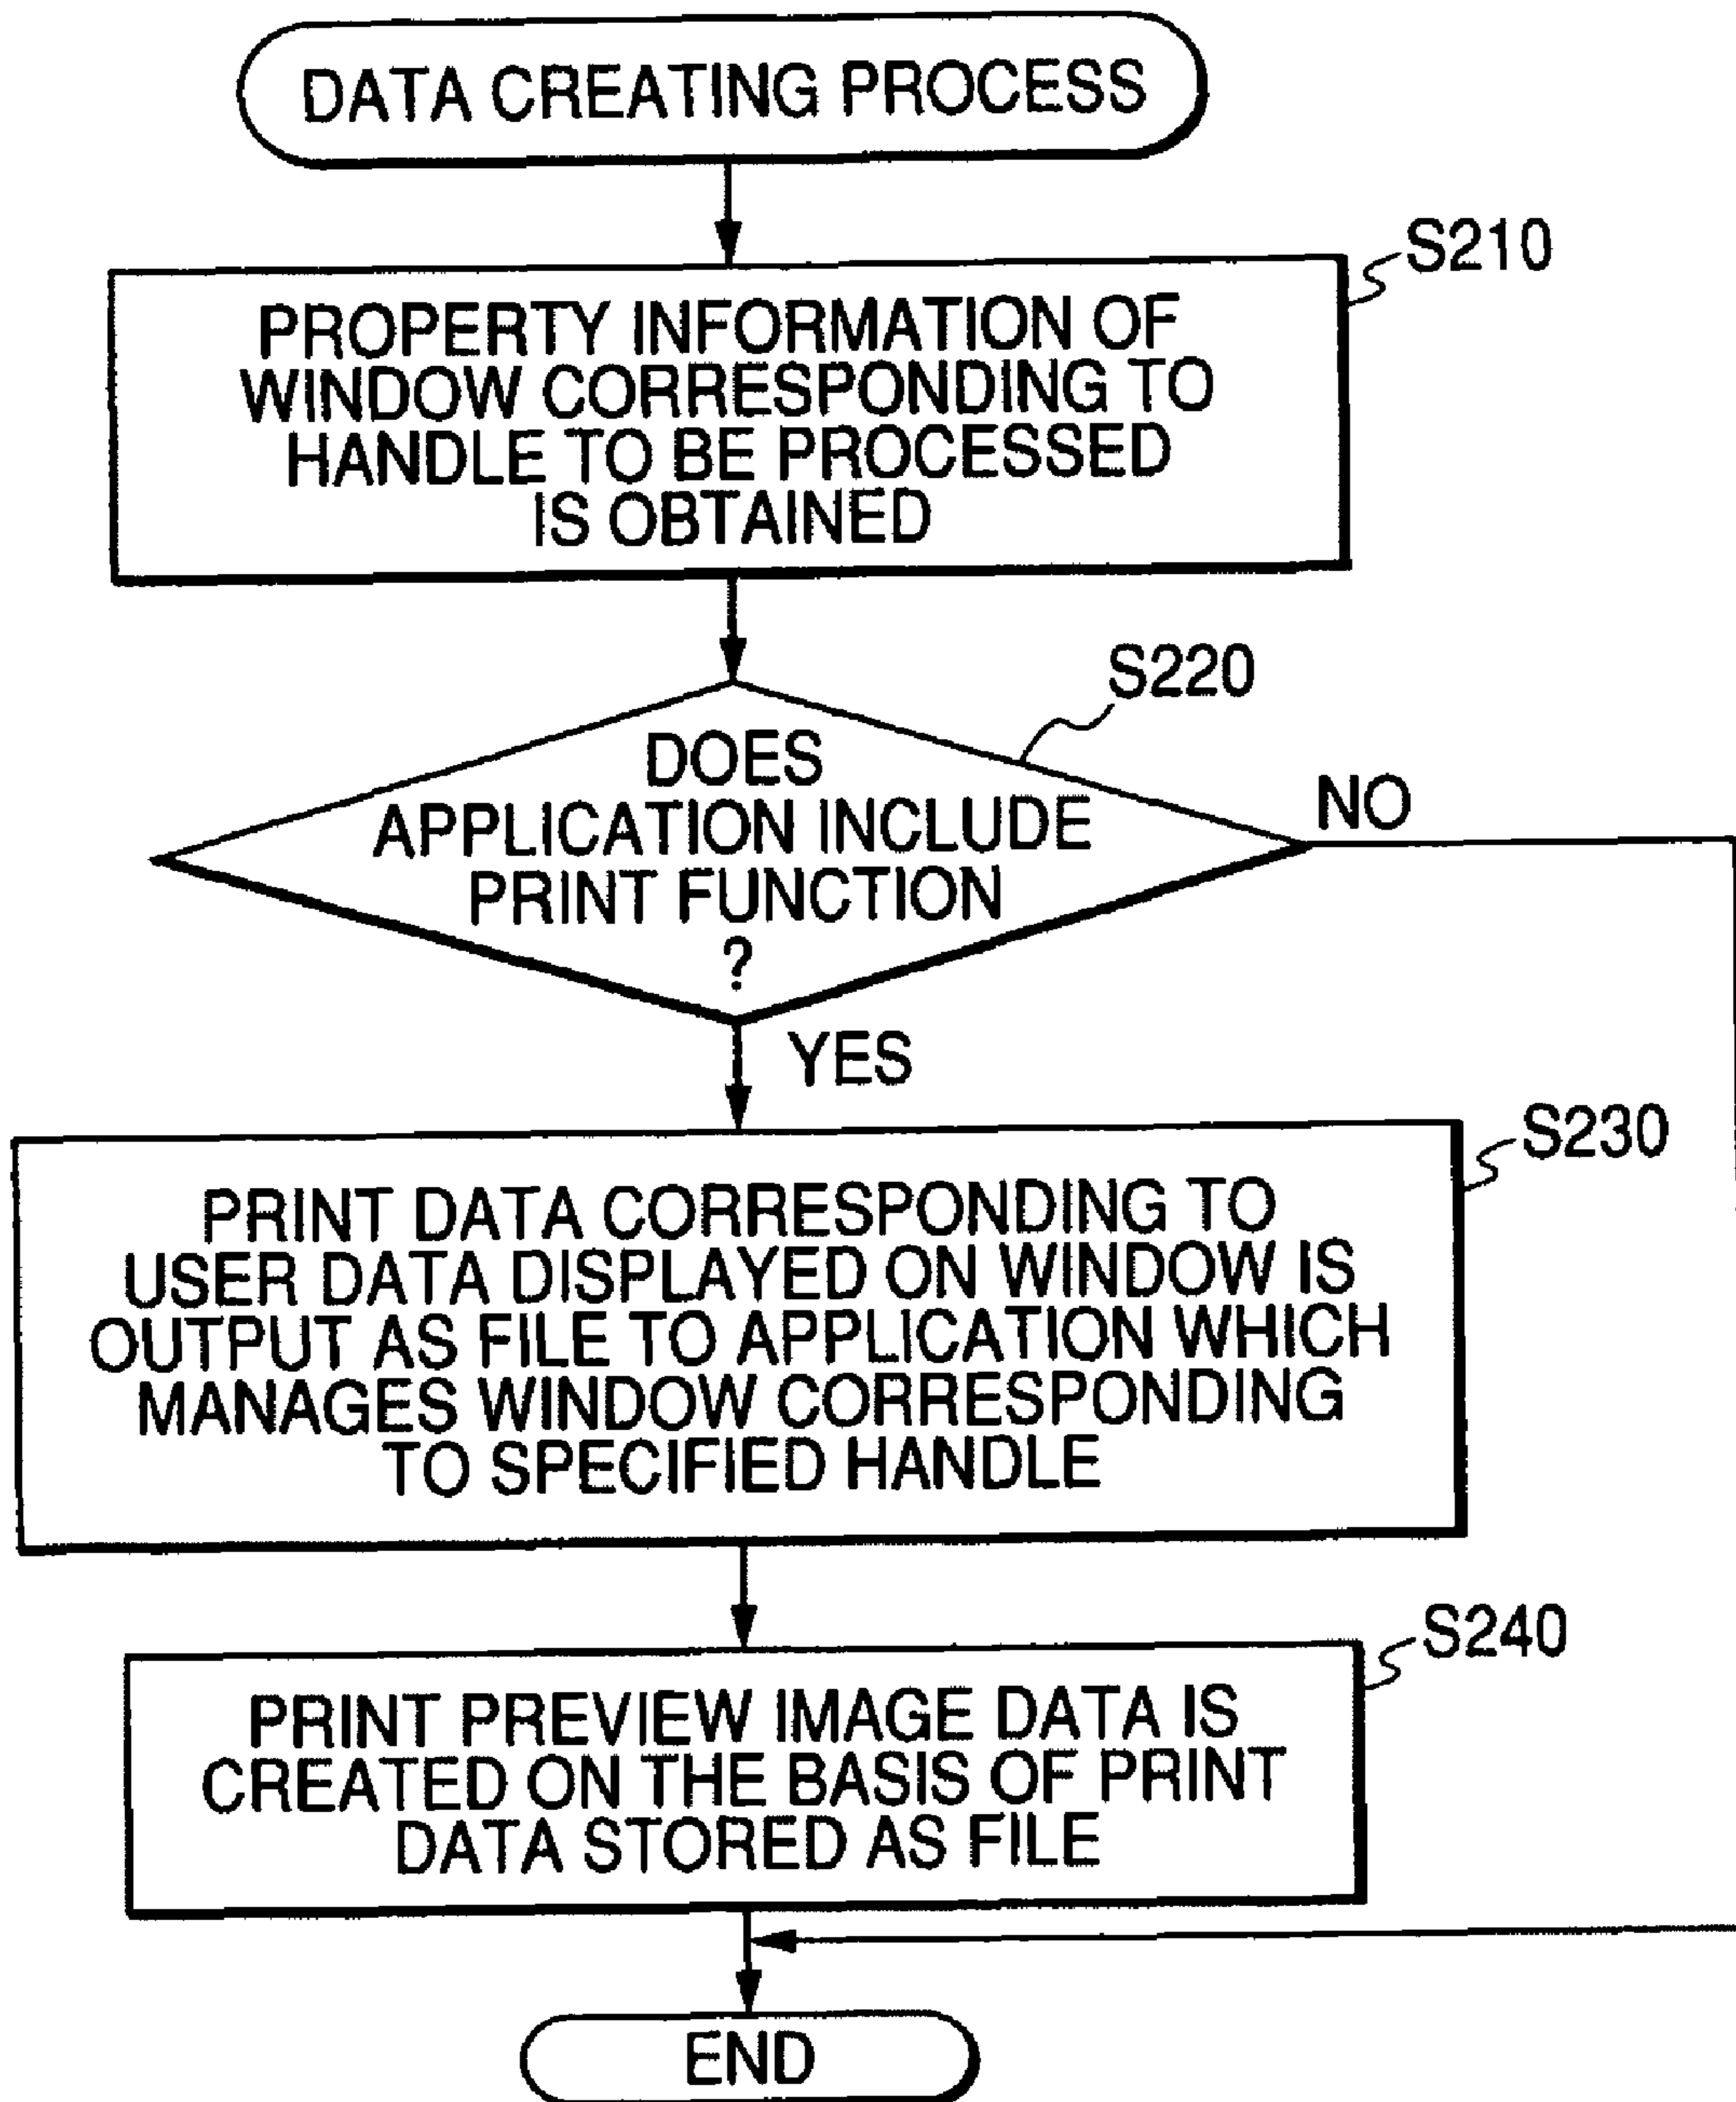 DATA CREATING PROCESS
S210
PROPERTY INFORMATION OF
WINDOW CORRESPONDING TO
HANDLE TO BE PROCESSED
IS OBTAINED
S220
DOES
APPLICATION INCLUDE
PRINT FUNCTION
?
NO
YES
S230
PRINT DATA CORRESPONDING TO
USER DATA DISPLAYED ON WINDOW IS
OUTPUT AS FILE TO APPLICATION WHICH
MANAGES WINDOW CORRESPONDING
TO SPECIFIED HANDLE
S240
PRINT PREVIEW IMAGE DATA IS
CREATED ON THE BASIS OF PRINT
DATA STORED AS FILE
END